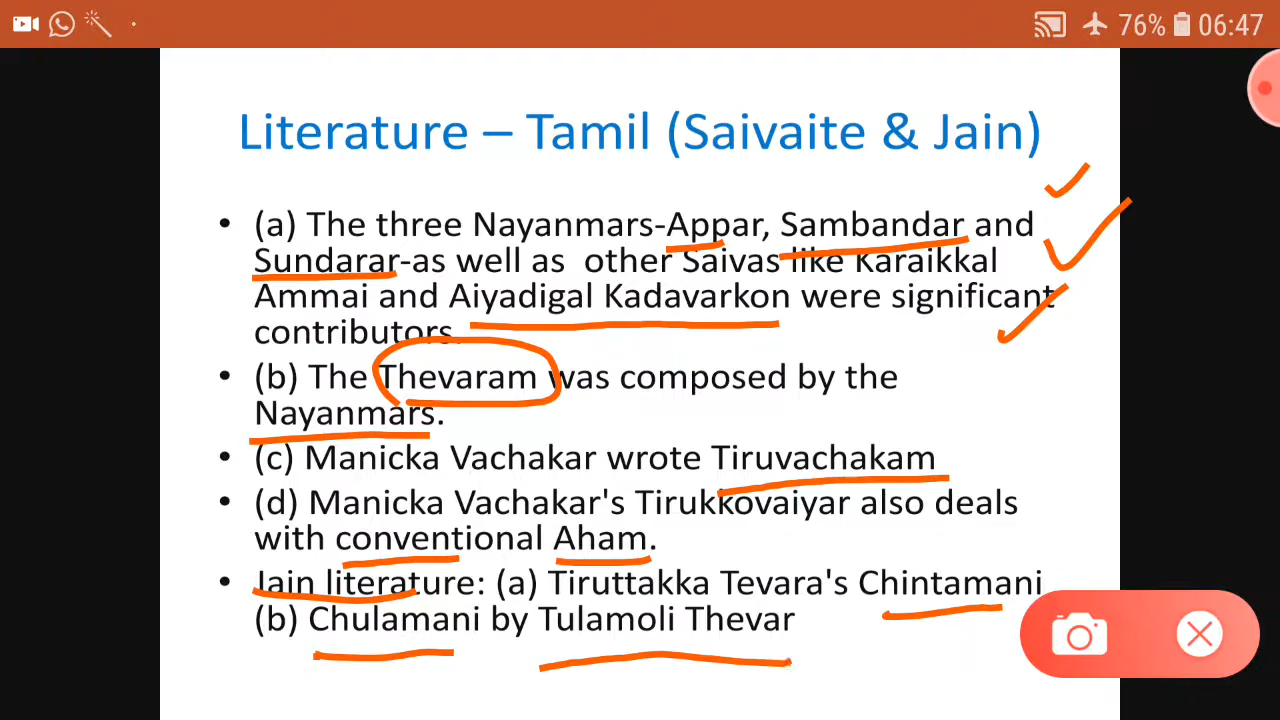 76% 06:47
Literature – Tamil (Saivaite & Jain)
• (a) The three Nayanmars-Appar, Sambandar and
Sundarar-as well as other Saivas like Karaikkal
Ammai and Aiyadigal Kadavarkon were significant
contributors.
• (b) The Thevaram was composed by the
Nayanmars.
• (c) Manicka Vachakar wrote Tiruvachakam
• (d) Manicka Vachakar's Tirukkovaiyar also deals
with conventional Aham.
• Jain literature: (a) Tiruttakka Tevara's Chintamani
(b) Chulamani by Tulamoli Thevar